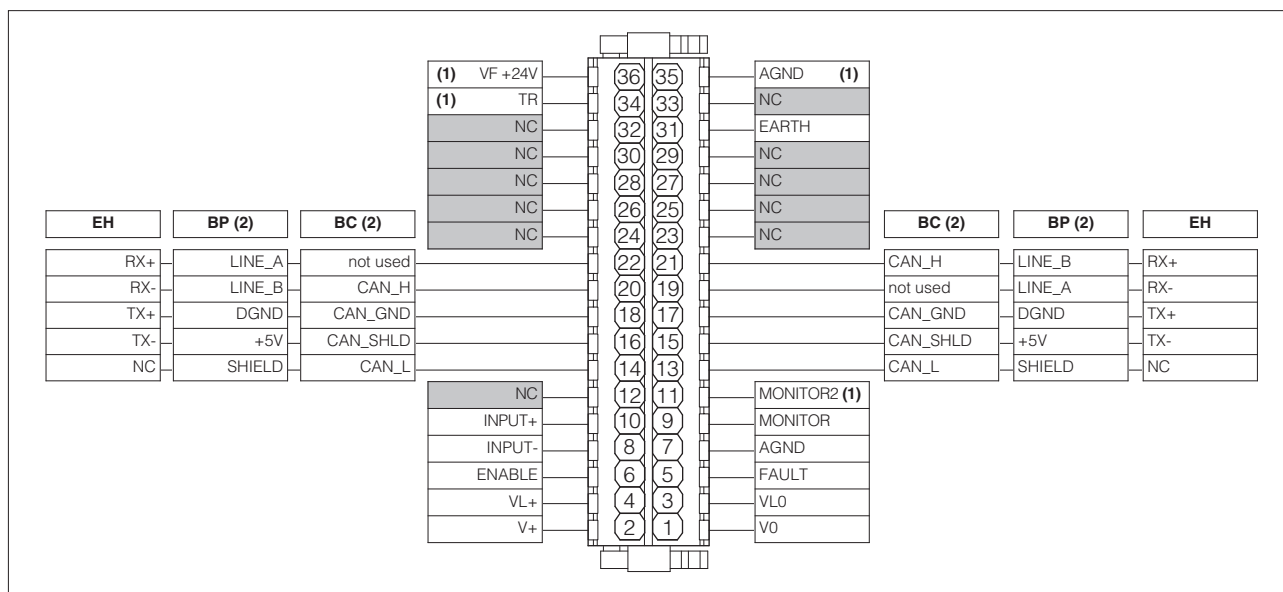 (1) VF +24V 36 35 AGND (1)
(1) TR 34 33 NC
NC 32 31 EARTH
NC 30 29 NC
NC 28 27 NC
NC 26 25 NC
EH BP (2) BC (2) NC 24 23 NC BC (2) BP (2) EH
RX+ LINE_A not used 22 21 CAN_H LINE_B RX+
RX- LINE_B CAN_H 20 19 not used LINE_A RX-
TX+ DGND CAN_GND 18 17 CAN_GND DGND TX+
TX- +5V CAN_SHLD 16 15 CAN_SHLD +5V TX-
NC SHIELD CAN_L 14 13 CAN_L SHIELD NC
NC 12 11 MONITOR2 (1)
INPUT+ 10 9 MONITOR
INPUT- 8 7 AGND
ENABLE 6 5 FAULT
VL+ 4 3 VL0
V+ 2 1 V0